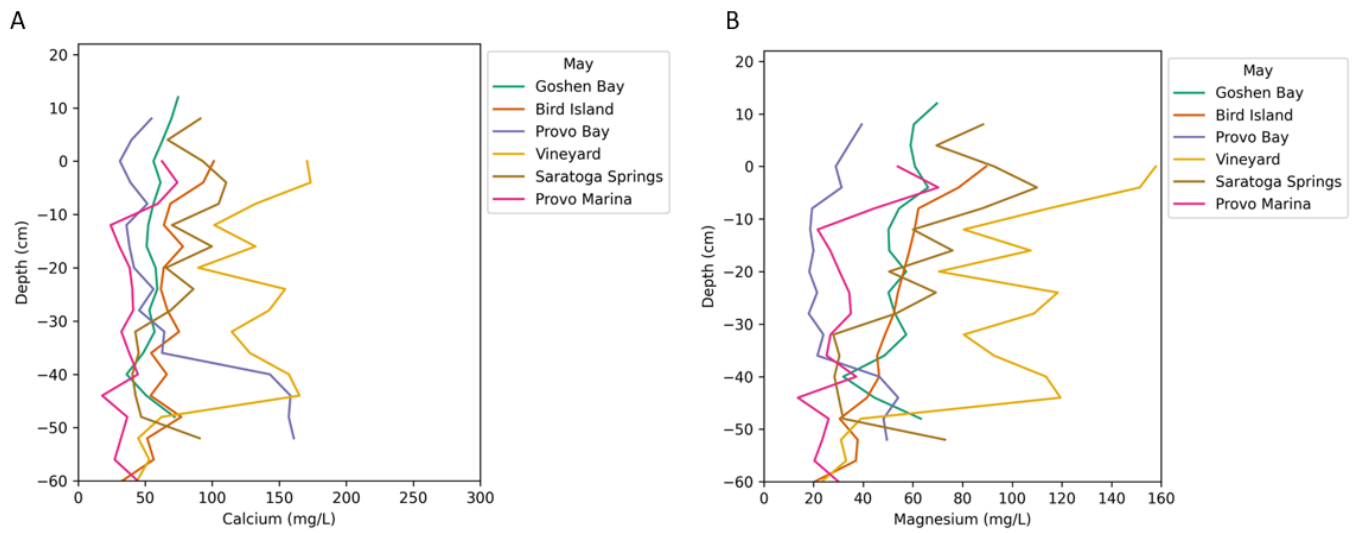 A
B
20
10
0
−10
−20
−30
−40
−50
−60
Depth (cm)
0
50
100
150
200
250
300
Calcium (mg/L)
May
Goshen Bay
Bird Island
Provo Bay
Vineyard
Saratoga Springs
Provo Marina
20
10
0
−10
−20
−30
−40
−50
−60
Depth (cm)
0
20
40
60
80
100
120
140
160
Magnesium (mg/L)
May
Goshen Bay
Bird Island
Provo Bay
Vineyard
Saratoga Springs
Provo Marina